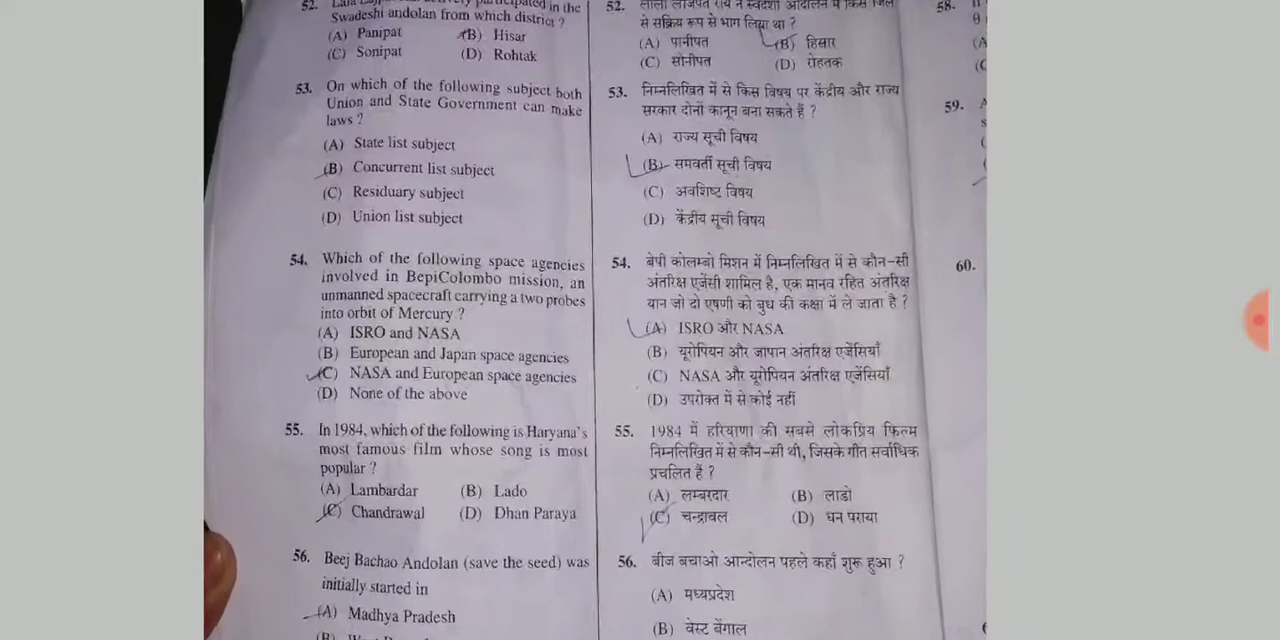 52.
participated in the
Swadeshi andolan from which district ?
(A) Panipat (B) Hisar
(C) Sonipat (D) Rohtak
53. On which of the following subject both
Union and State Government can make
laws ?
(A) State list subject
(B) Concurrent list subject
(C) Residuary subject
(D) Union list subject
54. Which of the following space agencies
involved in BepiColombo mission, an
unmanned spacecraft carrying a two probes
into orbit of Mercury ?
(A) ISRO and NASA
(B) European and Japan space agencies
(C) NASA and European space agencies
(D) None of the above
55. In 1984, which of the following is Haryana's
most famous film whose song is most
popular ?
(A) Lambardar (B) Lado
(C) Chandrawal (D) Dhan Paraya
56. Beej Bachao Andolan (save the seed) was
initially started in
(A) Madhya Pradesh
(B)
52. लाला लाजपत राय ने स्वदेशी आंदोलन में किस जिले
से सक्रिय रूप से भाग लिया था ?
(A) पानीपत (B) हिसार
(C) सोनीपत (D) रोहतक
53. निम्नलिखित में से किस विषय पर केंद्रीय और राज्य
सरकार दोनों कानून बना सकते हैं ?
(A) राज्य सूची विषय
(B) समवर्ती सूची विषय
(C) अवशिष्ट विषय
(D) केंद्रीय सूची विषय
54. बेपी कोलम्बो मिशन में निम्नलिखित में से कौन-सी
अंतरिक्ष एजेंसी शामिल है, एक मानव रहित अंतरिक्ष
यान जो दो एषणी को बुध की कक्षा में ले जाता है ?
(A) ISRO और NASA
(B) यूरोपियन और जापान अंतरिक्ष एजेंसियाँ
(C) NASA और यूरोपियन अंतरिक्ष एजेंसियाँ
(D) उपरोक्त में से कोई नहीं
55. 1984 में हरियाणा की सबसे लोकप्रिय फिल्म
निम्नलिखित में से कौन-सी थी, जिसके गीत सर्वाधिक
प्रचलित हैं ?
(A) लम्बरदार (B) लाडो
(C) चन्द्रावल (D) धन पराया
56. बीज बचाओ आन्दोलन पहले कहाँ शुरू हुआ ?
(A) मध्यप्रदेश
(B) वेस्ट बेंगाल
58.
59.
60.